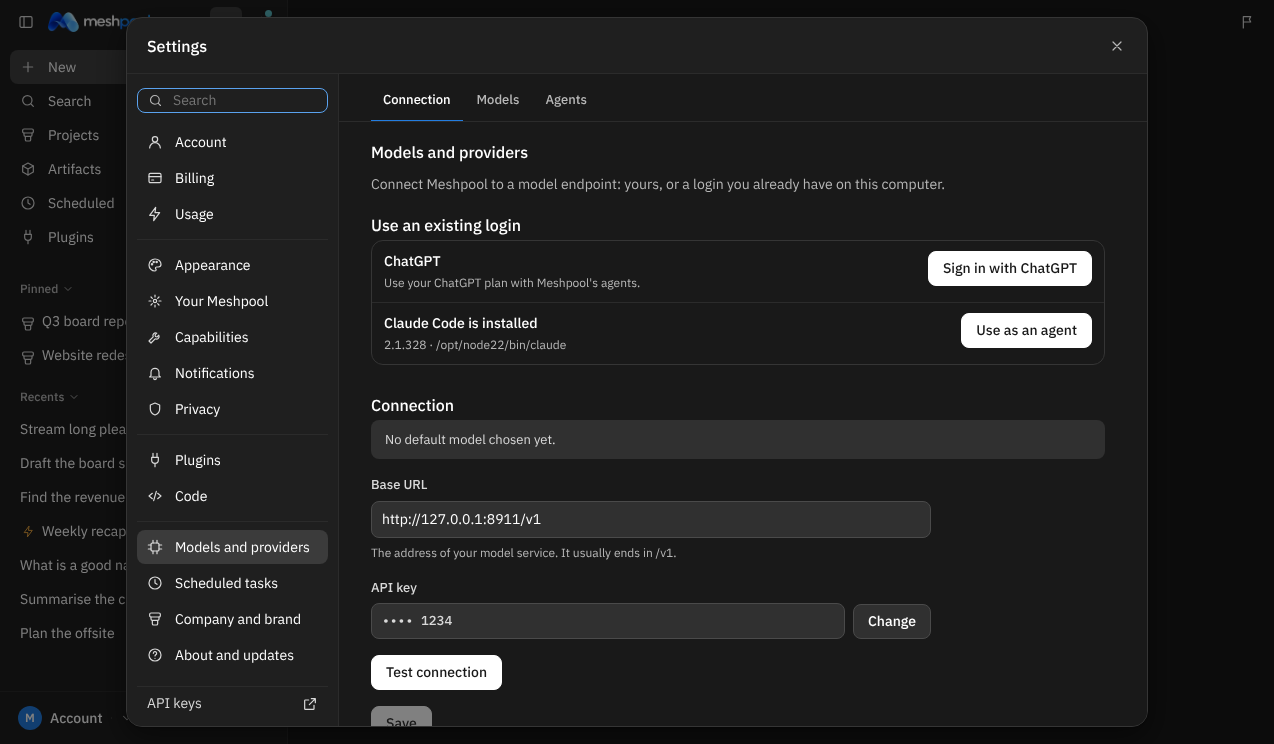 Settings
New
Search
Projects
Artifacts
Scheduled
Plugins
Pinned
Q3 board
Website
Recents
Stream long
Draft the board
Find the revenue
Weekly recap
What is a good
Summarise the
Plan the offsite
M
Account
Search
Account
Billing
Usage
Appearance
Your Meshpool
Capabilities
Notifications
Privacy
Plugins
Code
Models and providers
Scheduled tasks
Company and brand
About and updates
API keys
Connection
Models
Agents
Models and providers
Connect Meshpool to a model endpoint: yours, or a login you already have on this computer.
Use an existing login
ChatGPT
Use your ChatGPT plan with Meshpool's agents.
Sign in with ChatGPT
Claude Code is installed
2.1.328 · /opt/node22/bin/claude
Use as an agent
Connection
No default model chosen yet.
Base URL
http://127.0.0.1:8911/v1
The address of your model service. It usually ends in /v1.
API key
•••• 1234
Change
Test connection
Save